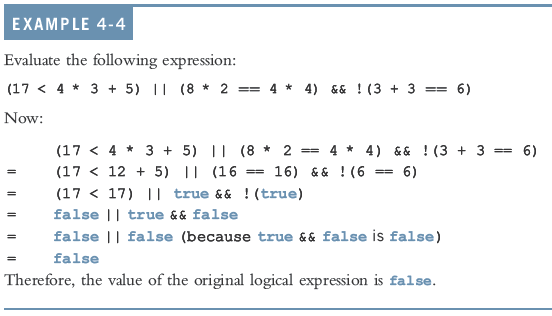 EXAMPLE 4-4
Evaluate the following expression:
(17 < 4 * 3 + 5) || (8 * 2 == 4 * 4) && !(3 + 3 == 6)
Now:
(17 < 4 * 3 + 5) || (8 * 2 == 4 * 4) && !(3 + 3 == 6)
= (17 < 12 + 5) || (16 == 16) && !(6 == 6)
= (17 < 17) || true && !(true)
= false || true && false
= false || false (because true && false is false)
= false
Therefore, the value of the original logical expression is false.